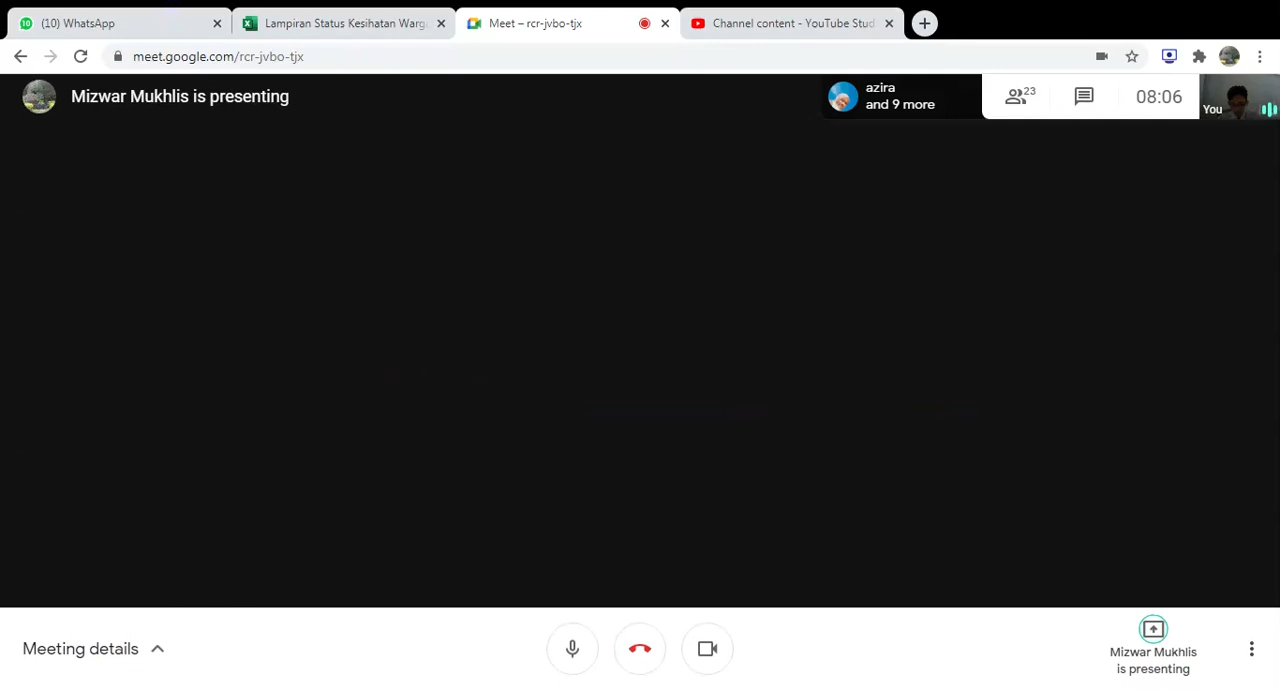 (10) WhatsApp
Lampiran Status Kesihatan Warga
Meet – rcr-jvbo-tjx
Channel content - YouTube Stud
meet.google.com/rcr-jvbo-tjx
Mizwar Mukhlis is presenting
azira
and 9 more
23
08:06
You
Meeting details
Mizwar Mukhlis
is presenting